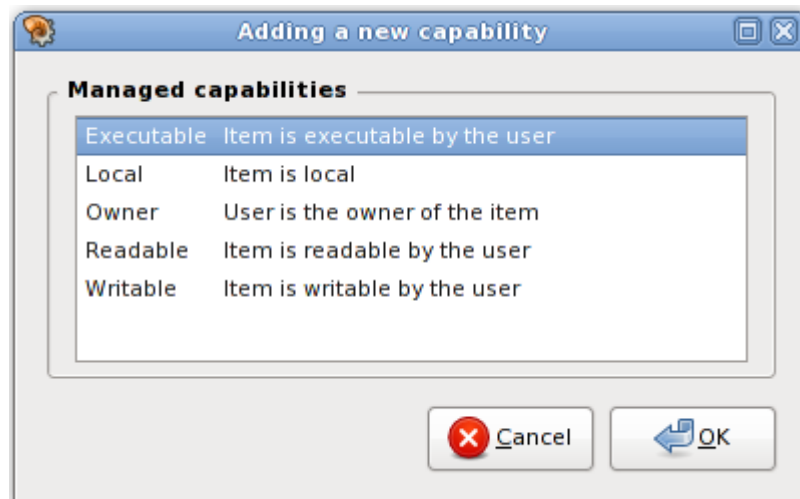 Adding a new capability
Managed capabilities
Executable Item is executable by the user
Local Item is local
Owner User is the owner of the item
Readable Item is readable by the user
Writable Item is writable by the user
Cancel OK